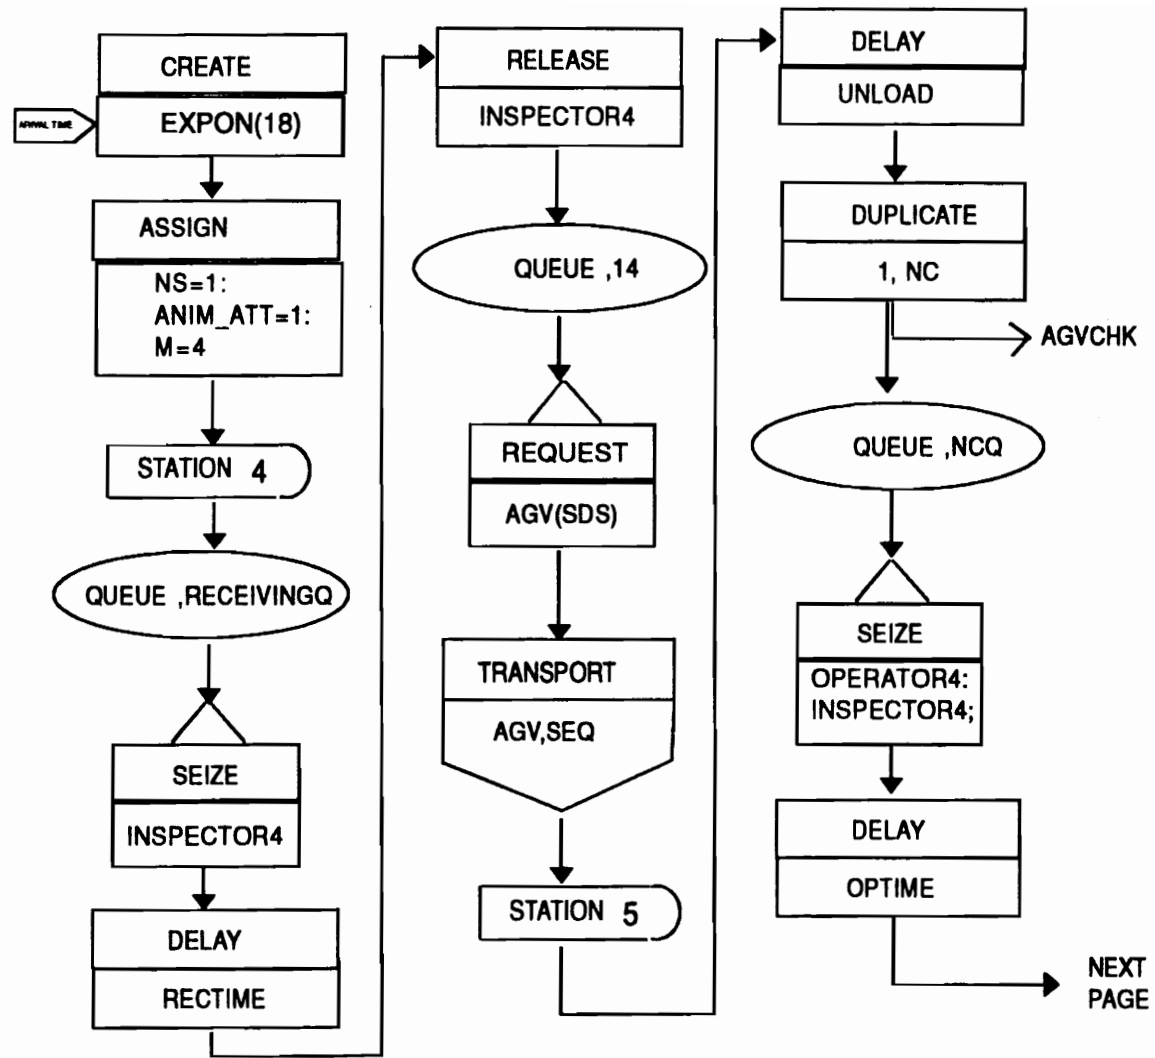 CREATE
ARRIVAL TIME
EXPON(18)
ASSIGN
NS=1:
ANIM_ATT=1:
M=4
STATION 4
QUEUE ,RECEIVINGQ
SEIZE
INSPECTOR4
DELAY
RECTIME
RELEASE
INSPECTOR4
QUEUE ,14
REQUEST
AGV(SDS)
TRANSPORT
AGV,SEQ
STATION 5
DELAY
UNLOAD
DUPLICATE
1, NC
AGVCHK
QUEUE ,NCQ
SEIZE
OPERATOR4:
INSPECTOR4;
DELAY
OPTIME
NEXT
PAGE